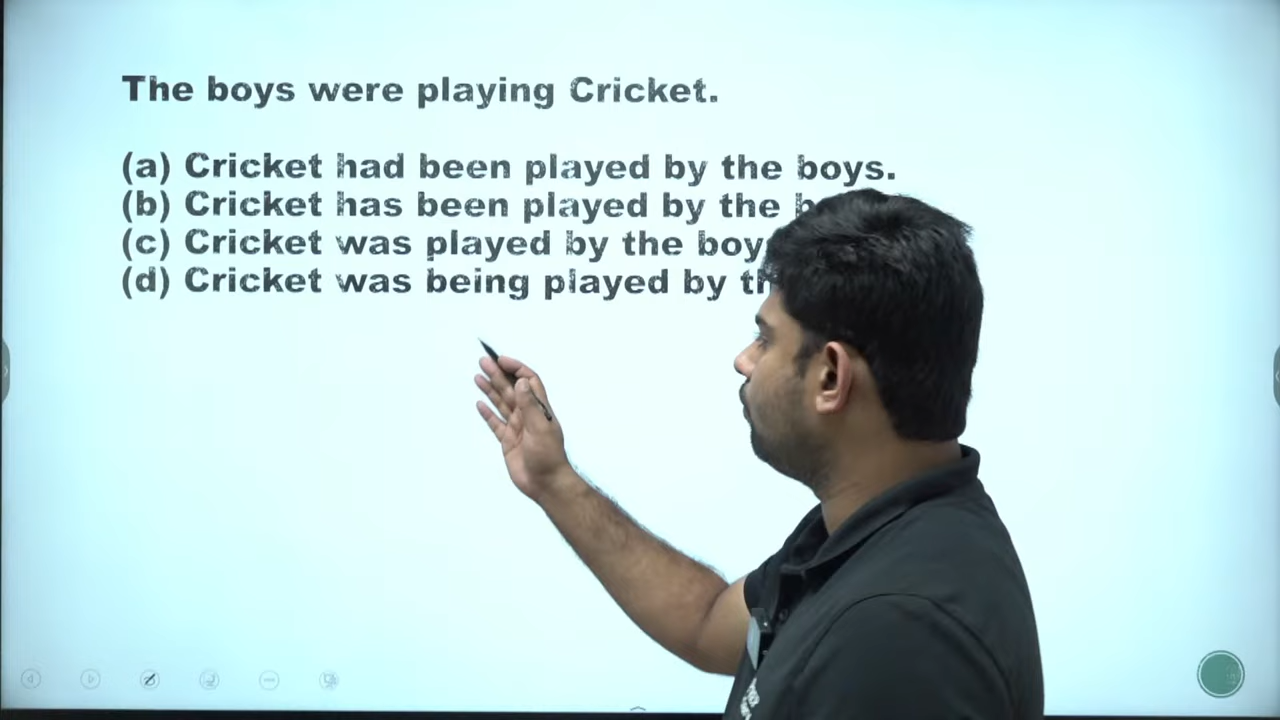 The boys were playing Cricket.
(a) Cricket had been played by the boys.
(b) Cricket has been played by the
(c) Cricket was played by the boy
(d) Cricket was being played by